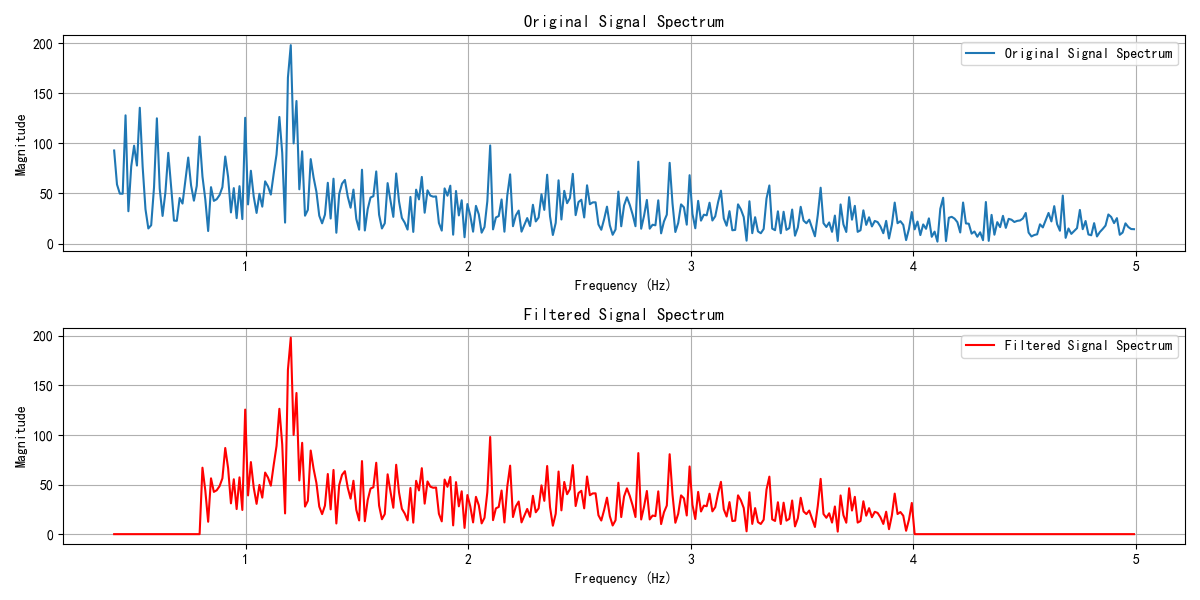 Original Signal Spectrum
200
150
100
50
0
Magnitude
Original Signal Spectrum
1
2
3
4
5
Frequency (Hz)
Filtered Signal Spectrum
200
150
100
50
0
Magnitude
Filtered Signal Spectrum
1
2
3
4
5
Frequency (Hz)